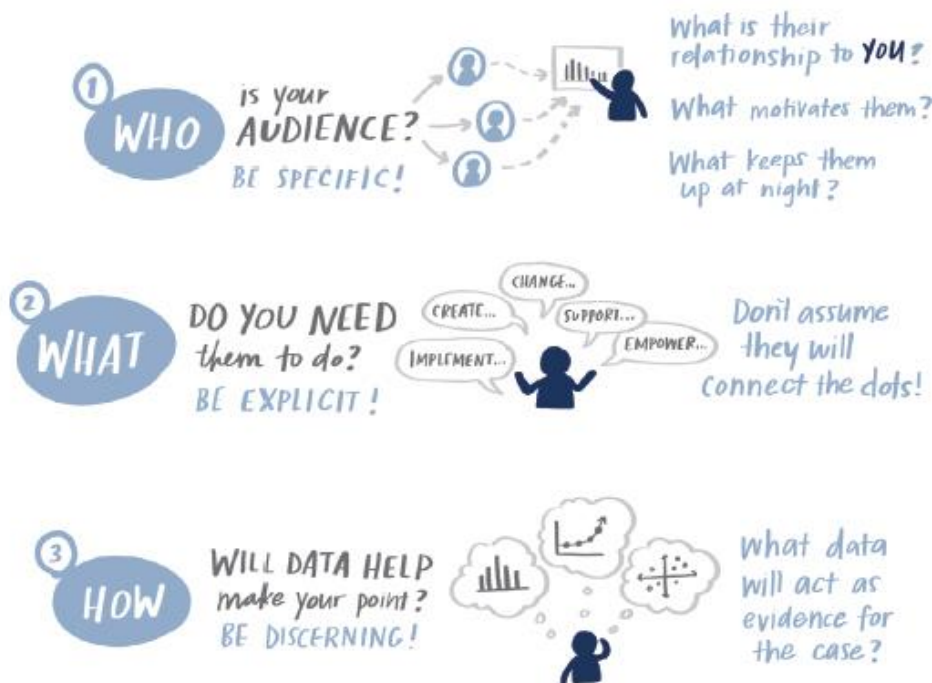 1
WHO
is your
AUDIENCE?
BE SPECIFIC!
What is their
relationship to YOU?
What motivates them?
What keeps them
up at night?
2
WHAT
DO YOU NEED
them to do?
BE EXPLICIT!
IMPLEMENT...
CREATE...
CHANGE...
SUPPORT...
EMPOWER...
Don't assume
they will
connect the dots!
3
HOW
WILL DATA HELP
make your point?
BE DISCERNING!
What data
will act as
evidence for
the case?